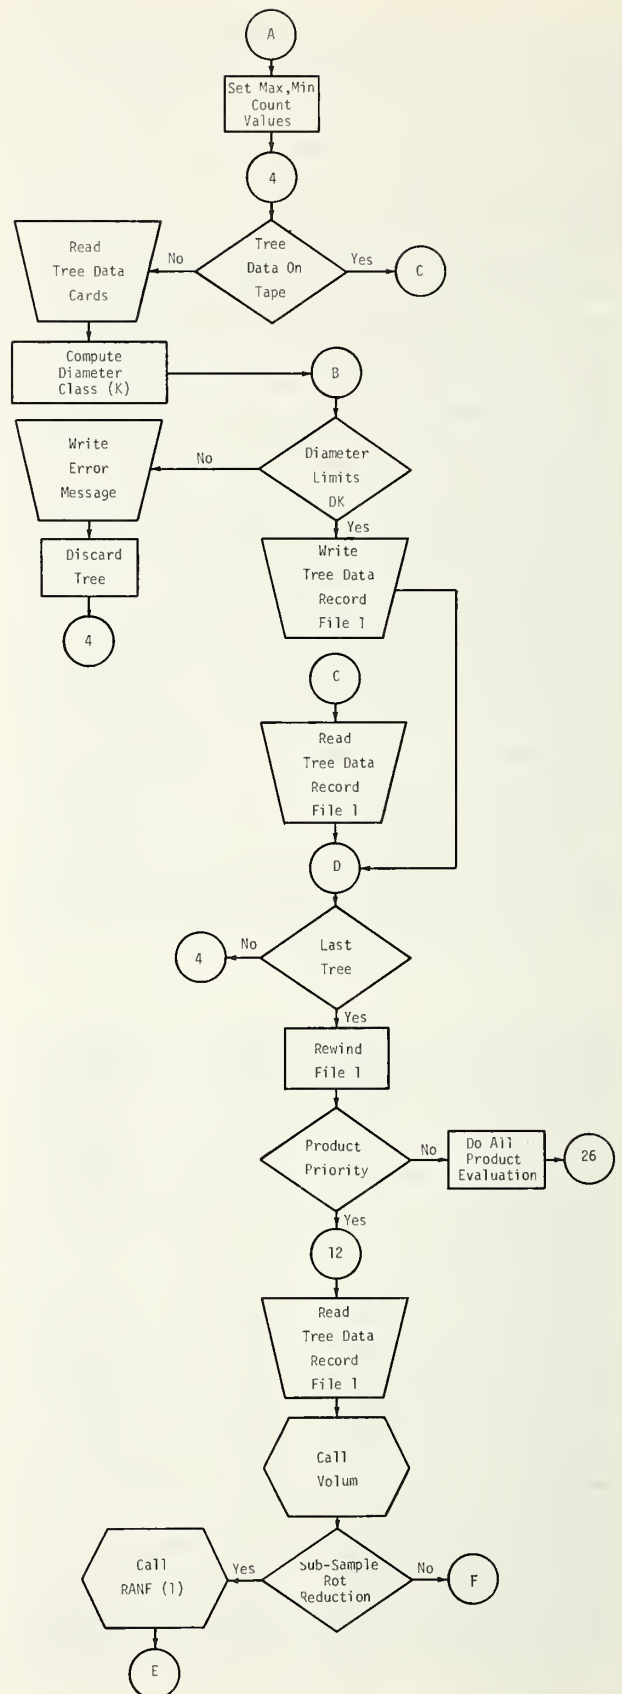 A
Set Max,Min
Count
Values
4
Tree
Data On
Tape
No
Yes
C
Read
Tree Data
Cards
Compute
Diameter
Class (K)
B
Diameter
Limits
DK
No
Yes
Write
Error
Message
Discard
Tree
4
Write
Tree Data
Record
File 1
C
Read
Tree Data
Record
File 1
D
Last
Tree
No
4
Yes
Rewind
File 1
Product
Priority
No
Do All
Product
Evaluation
26
Yes
12
Read
Tree Data
Record
File 1
Call
Volum
Sub-Sample
Rot
Reduction
Yes
No
F
Call
RANF (1)
E